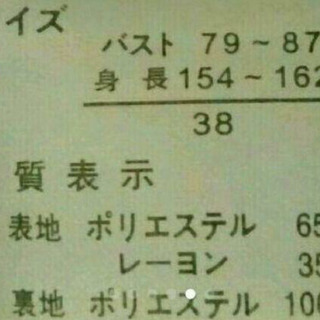 イズ
バスト 79～87
身長 154～162
38
質表示
表地 ポリエステル 65
レーヨン 35
裏地 ポリエステル 100